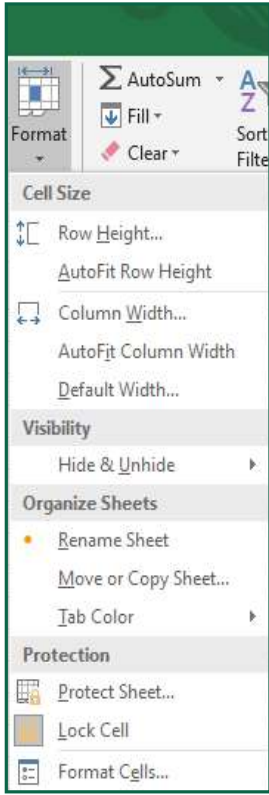 Format
AutoSum
Fill
Clear
A
Z
Sort
Filte
Cell Size
Row Height...
AutoFit Row Height
Column Width...
AutoFit Column Width
Default Width...
Visibility
Hide & Unhide
Organize Sheets
Rename Sheet
Move or Copy Sheet...
Tab Color
Protection
Protect Sheet...
Lock Cell
Format Cells...